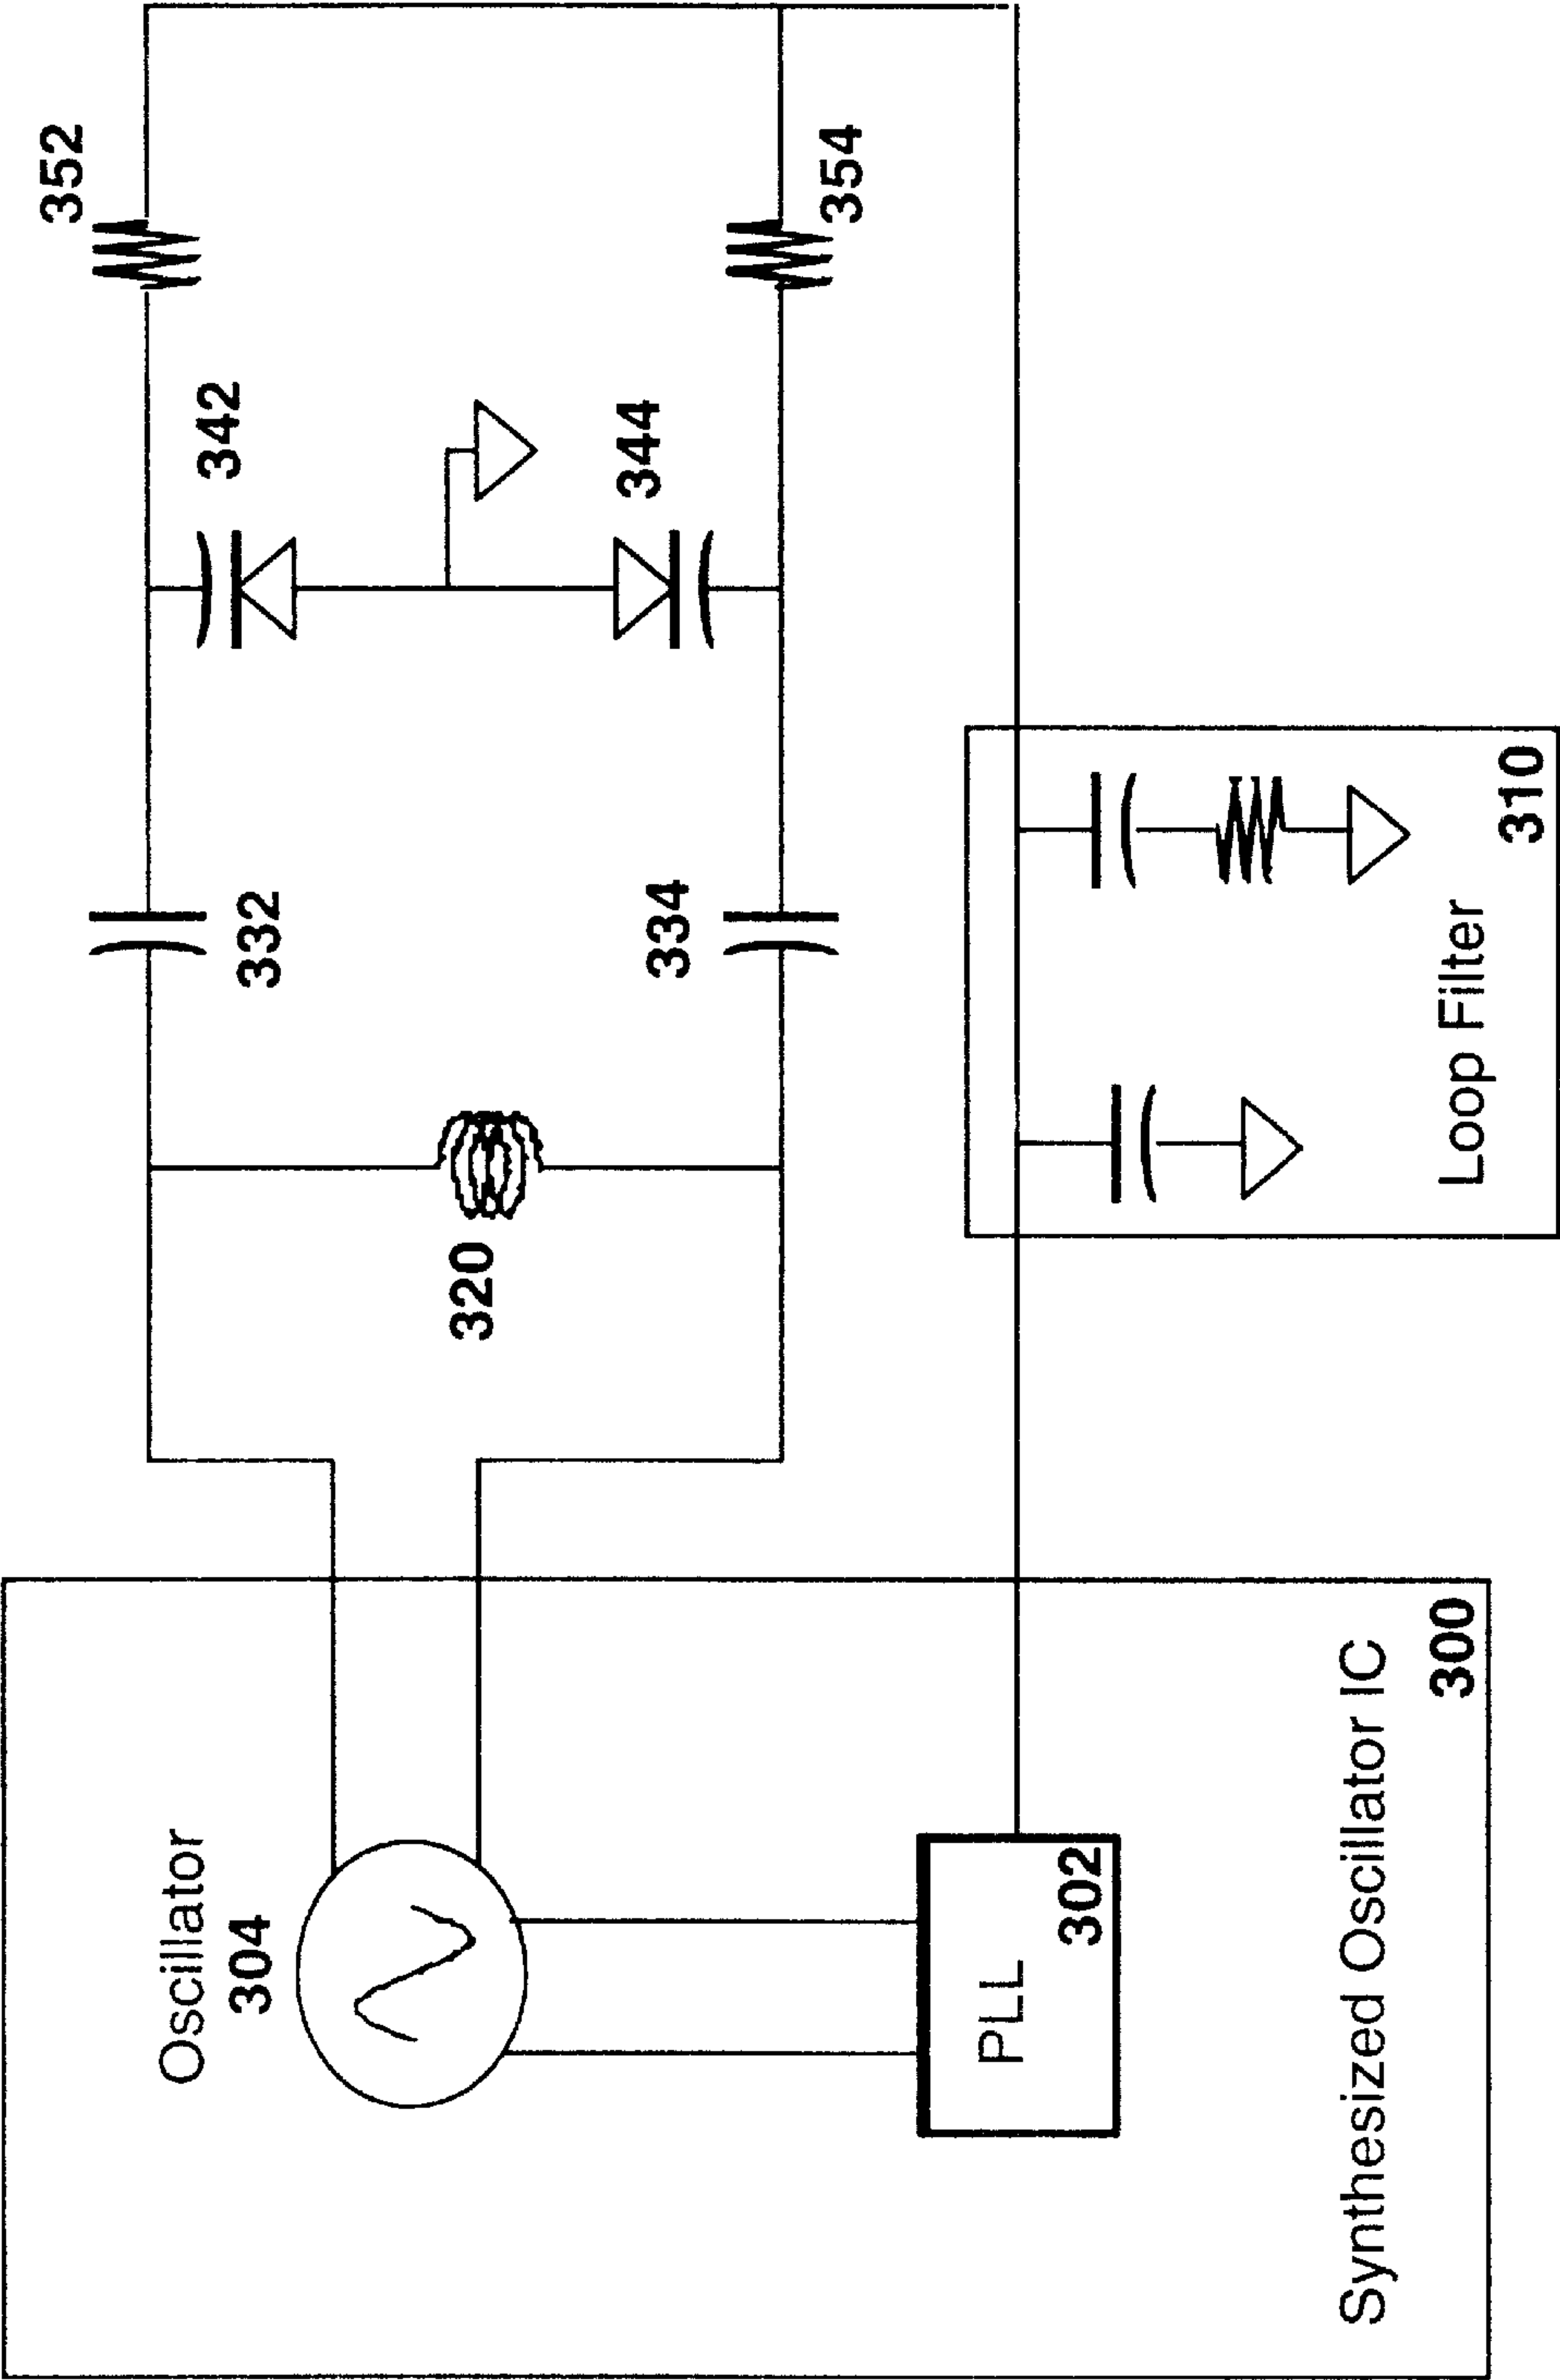 352
354
342
344
332
334
320
310
Loop Filter
Oscillator
304
PLL
302
Synthesized Oscillator IC
300